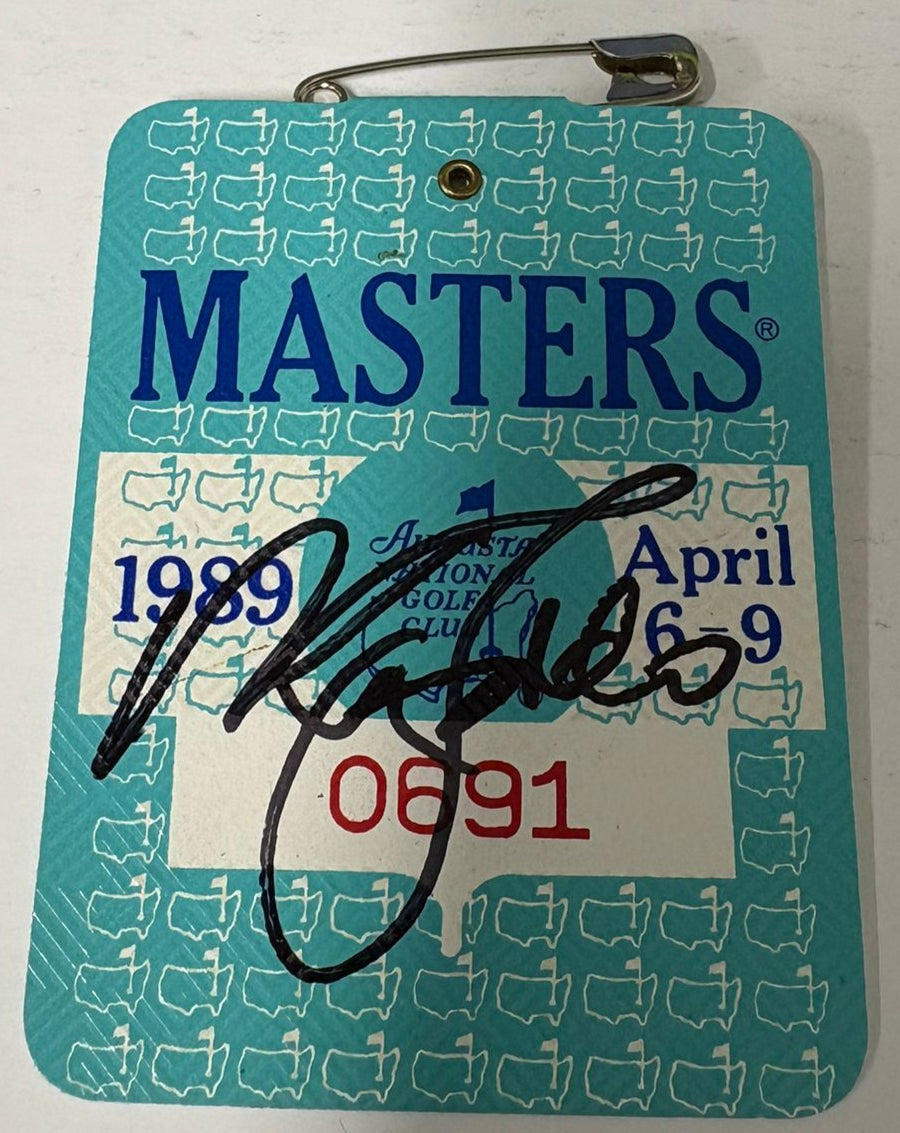 MASTERS®
1989
AUGUSTA
NATIONAL
GOLF
CLUB
April
6-9
0691